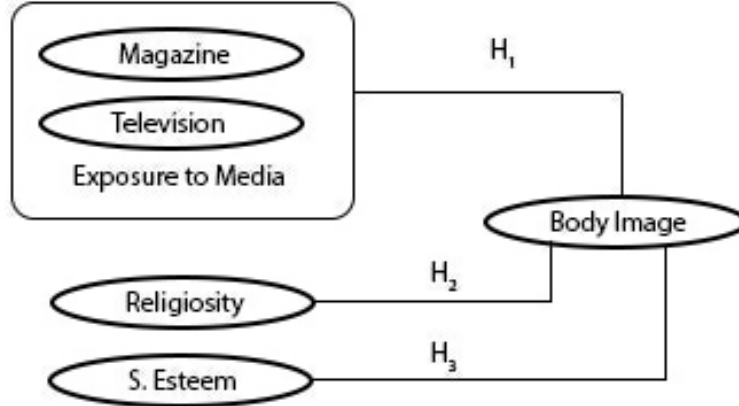 Magazine
H₁
Television
Exposure to Media
Body Image
H₂
Religiosity
H₃
S. Esteem